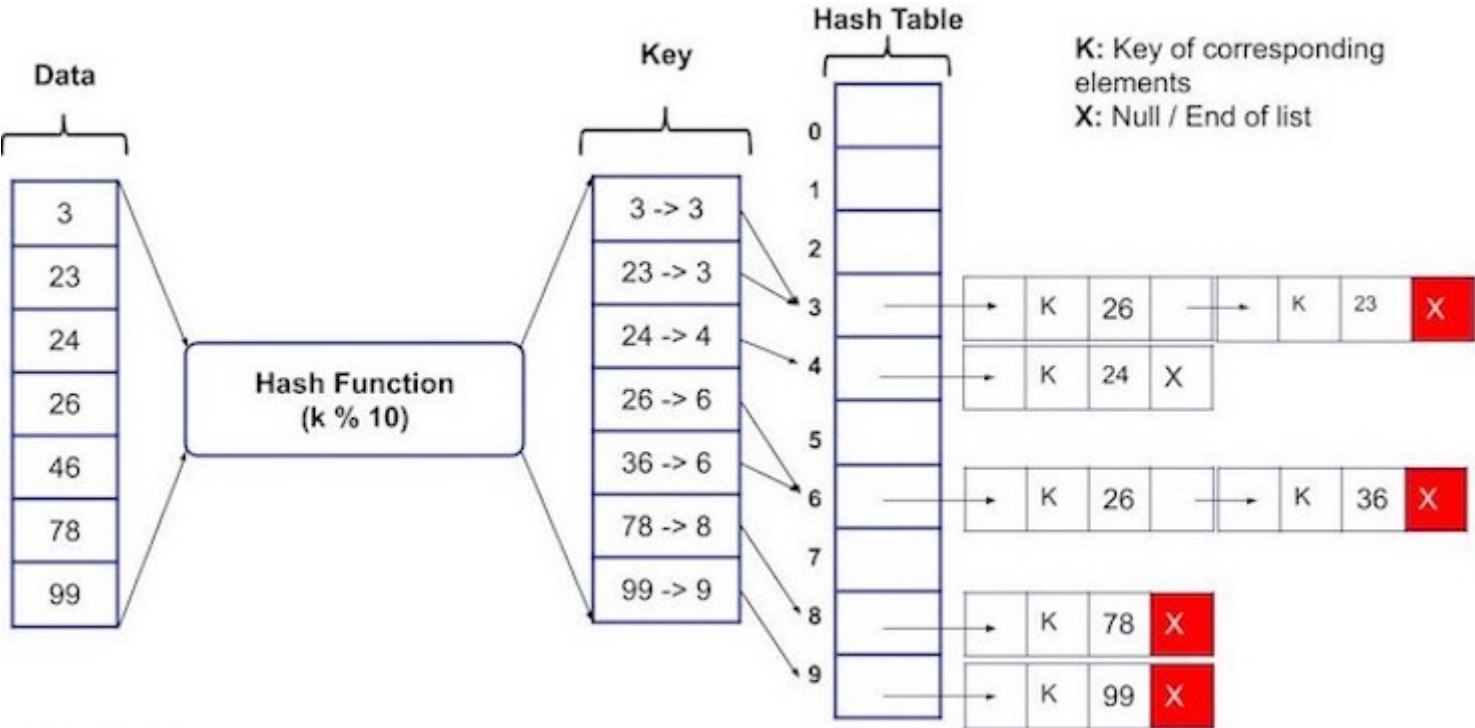 Data
3
23
24
26
46
78
99
Hash Function
(k % 10)
Key
3 -> 3
23 -> 3
24 -> 4
26 -> 6
36 -> 6
78 -> 8
99 -> 9
Hash Table
0
1
2
3
4
5
6
7
8
9
K 26 K 23 X
K 24 X
K 26 K 36 X
K 78 X
K 99 X
K: Key of corresponding
elements
X: Null / End of list